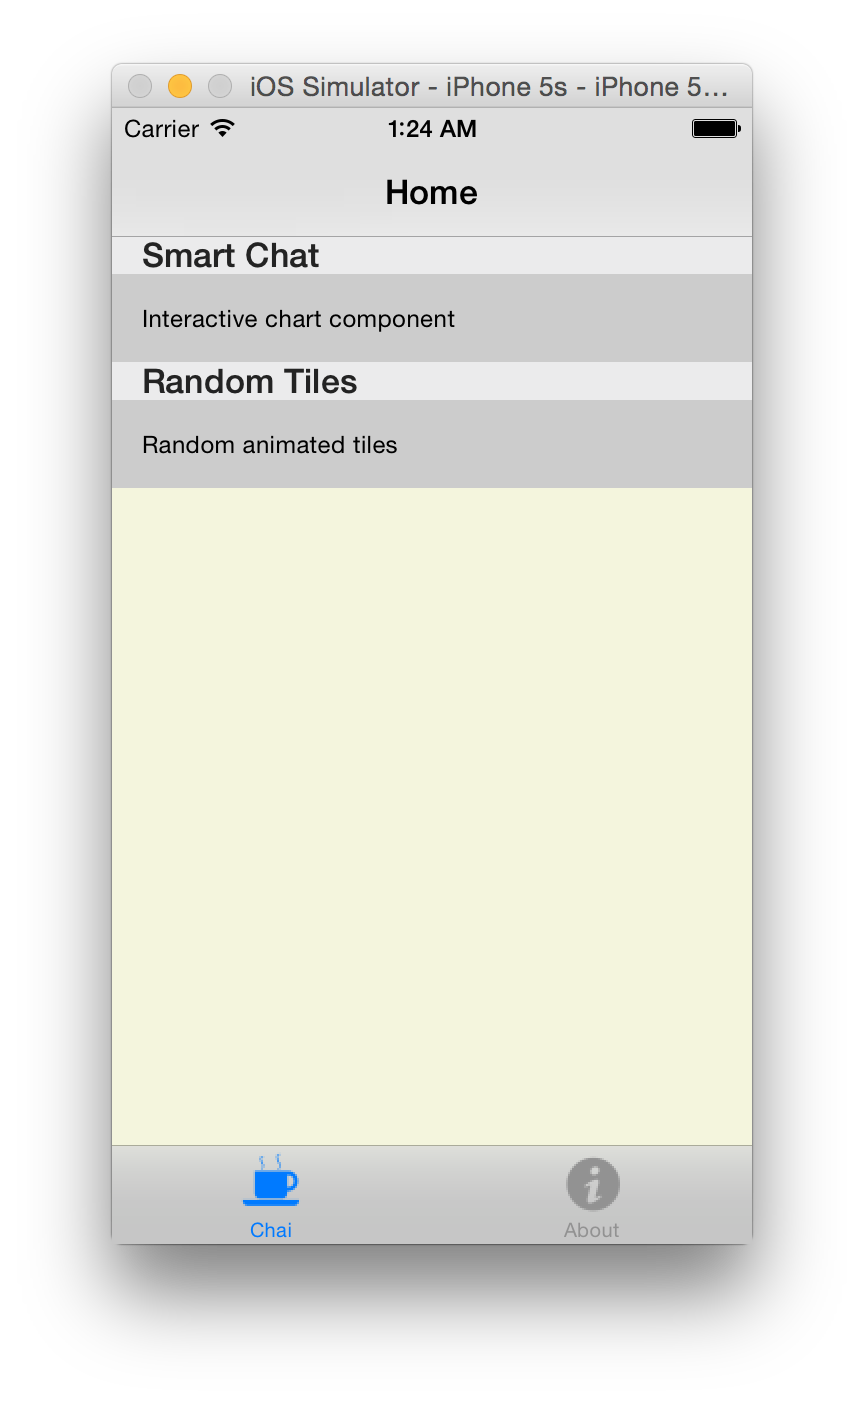 iOS Simulator - iPhone 5s - iPhone 5...
Carrier 1:24 AM
Home
Smart Chat
Interactive chart component
Random Tiles
Random animated tiles
Chai About